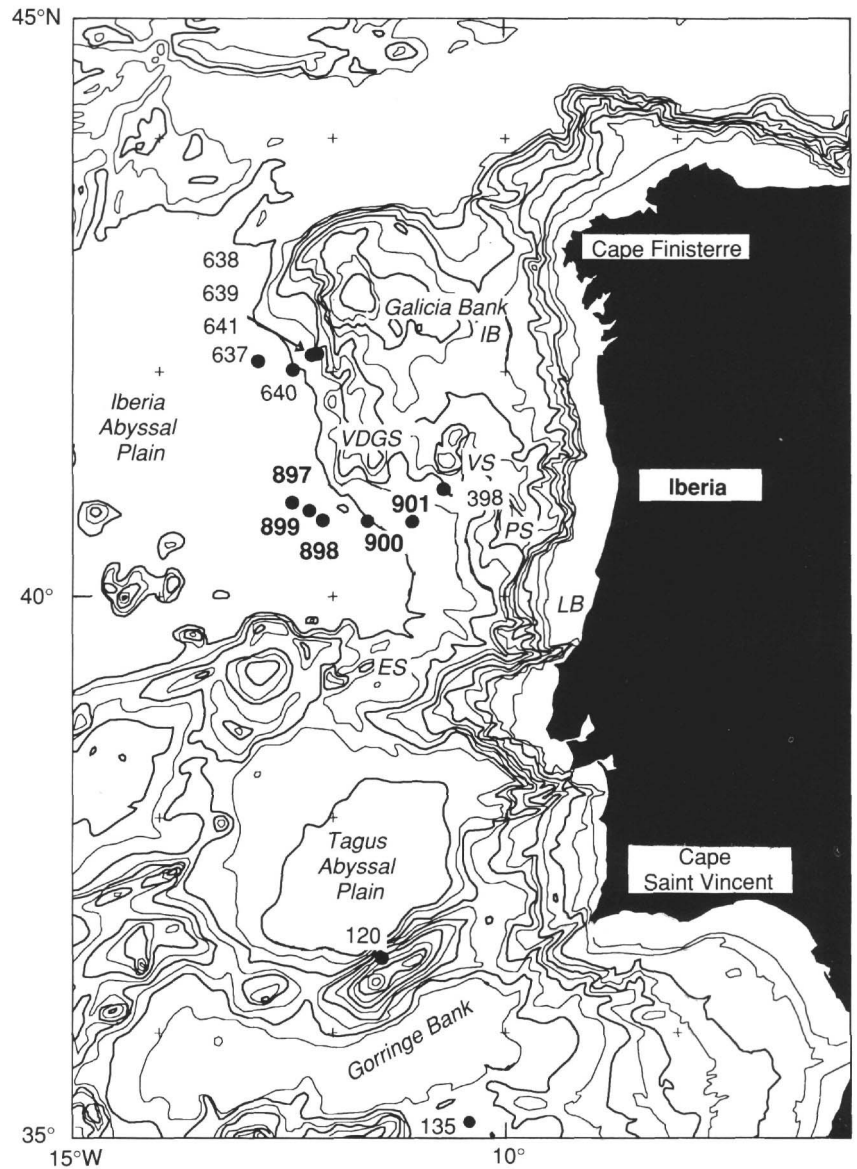 45°N
Cape Finisterre
638
639
641
637
640
Galicia Bank
IB
Iberia
Abyssal
Plain
VDGS
VS
897
899
898
900
901
398
PS
Iberia
40°
LB
ES
Tagus
Abyssal
Plain
Cape
Saint Vincent
120
Gorringe Bank
135
35°
15°W
10°